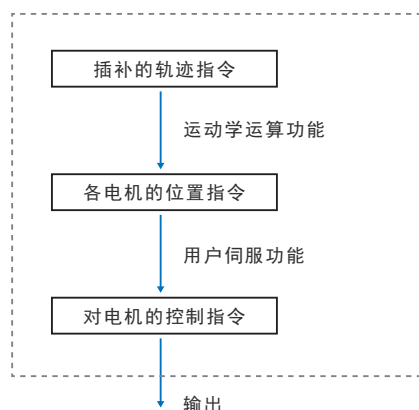 插补的轨迹指令
运动学运算功能
各电机的位置指令
用户伺服功能
对电机的控制指令
输出